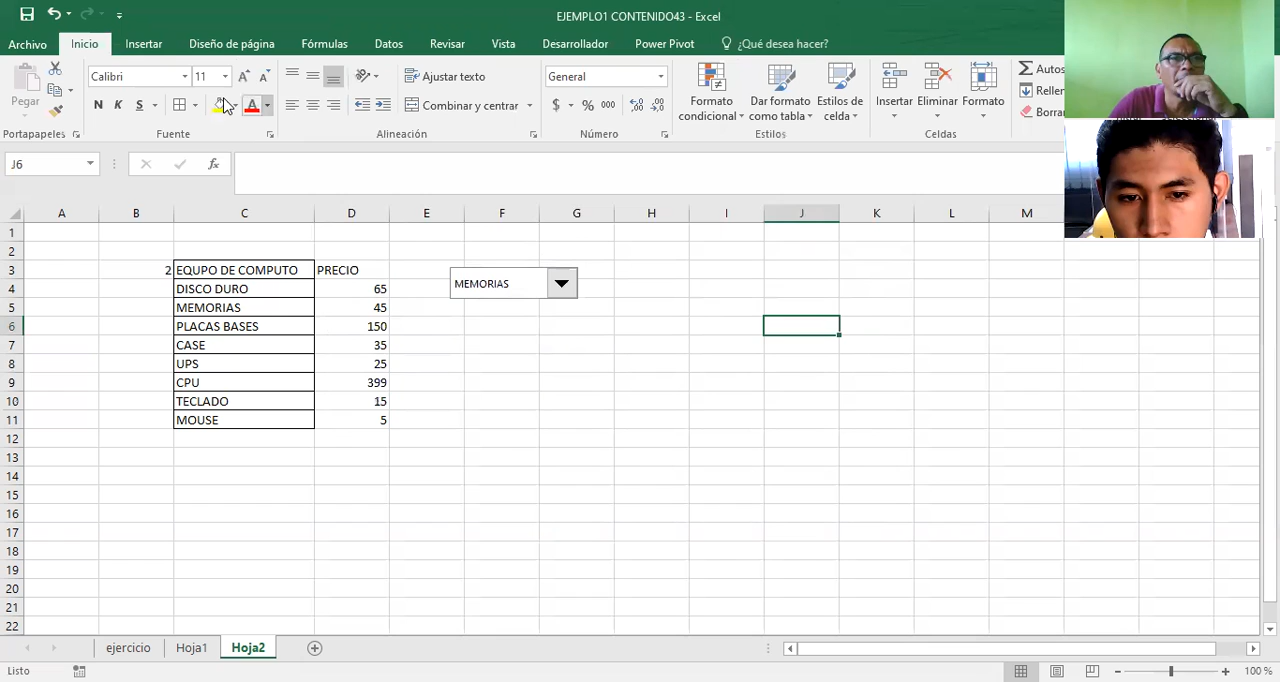 EJEMPLO1 CONTENIDO43 - Excel
Archivo Inicio Insertar Diseño de página Fórmulas Datos Revisar Vista Desarrollador Power Pivot ¿Qué desea hacer?
Calibri 11 Ajustar texto General Autos
Pegar Formato condicional Dar formato como tabla Estilos de celda Insertar Eliminar Formato Rellen
N K S A Combinar y centrar $ % 000 Borrar
Portapapeles Fuente Alineación Número Estilos Celdas
J6 fx
A B C D E F G H I J K L M
1
2
3 2 EQUPO DE COMPUTO PRECIO
4 DISCO DURO 65 MEMORIAS
5 MEMORIAS 45
6 PLACAS BASES 150
7 CASE 35
8 UPS 25
9 CPU 399
10 TECLADO 15
11 MOUSE 5
12
13
14
15
16
17
18
19
20
21
22
ejercicio Hoja1 Hoja2
Listo 100 %